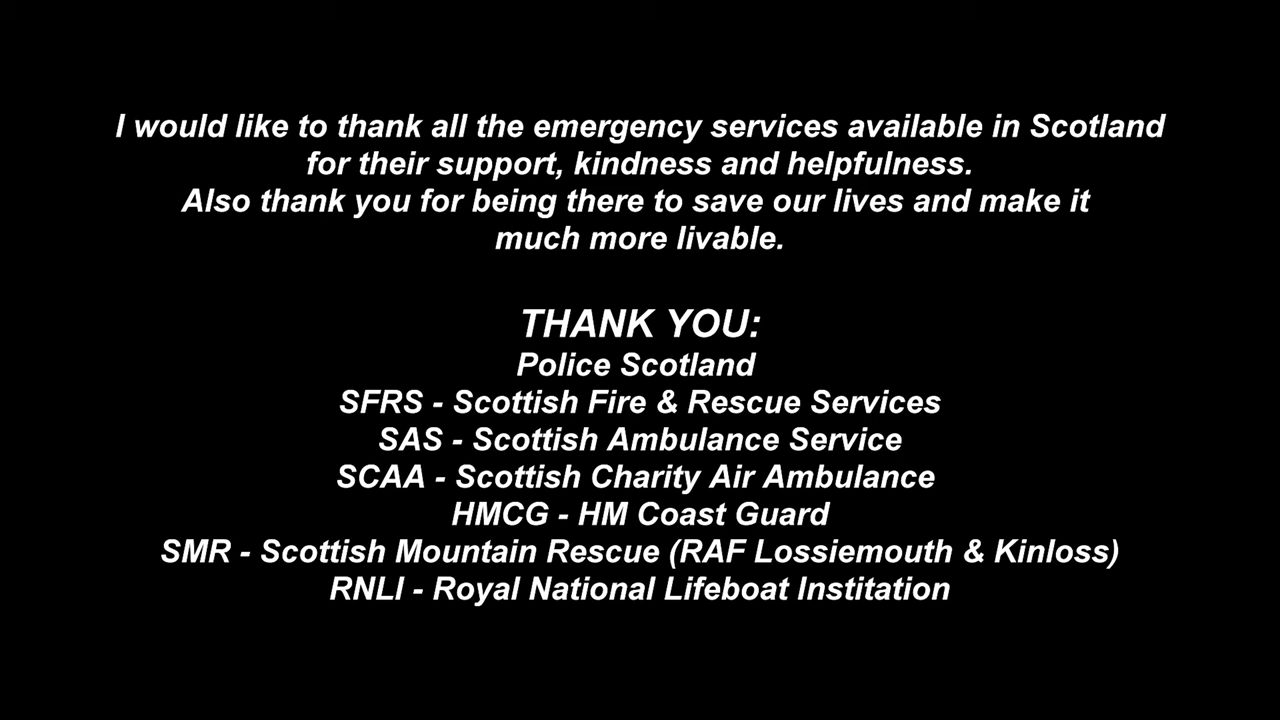 I would like to thank all the emergency services available in Scotland
for their support, kindness and helpfulness.
Also thank you for being there to save our lives and make it
much more livable.
THANK YOU:
Police Scotland
SFRS - Scottish Fire & Rescue Services
SAS - Scottish Ambulance Service
SCAA - Scottish Charity Air Ambulance
HMCG - HM Coast Guard
SMR - Scottish Mountain Rescue (RAF Lossiemouth & Kinloss)
RNLI - Royal National Lifeboat Institution